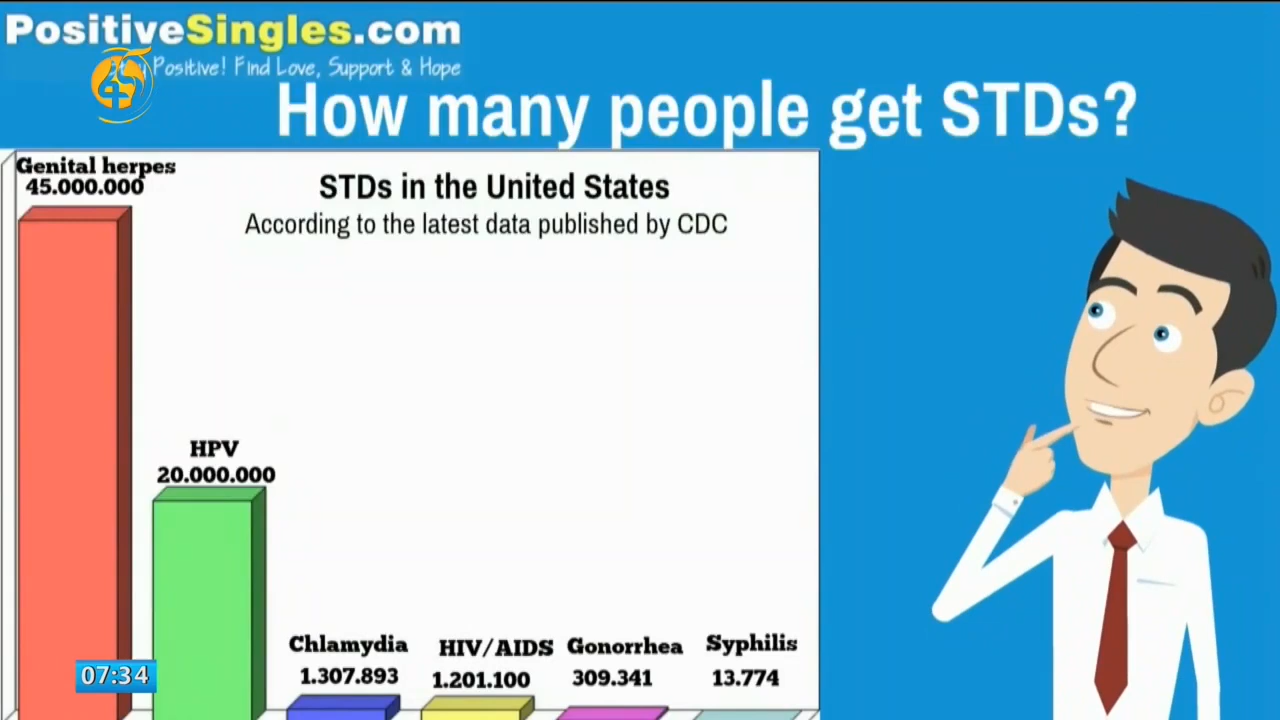 PositiveSingles.com
Stay Positive! Find Love, Support & Hope
How many people get STDs?
STDs in the United States
According to the latest data published by CDC
Genital herpes
45.000.000
HPV
20.000.000
Chlamydia
1.307.893
HIV/AIDS
1.201.100
Gonorrhea
309.341
Syphilis
13.774
07:34